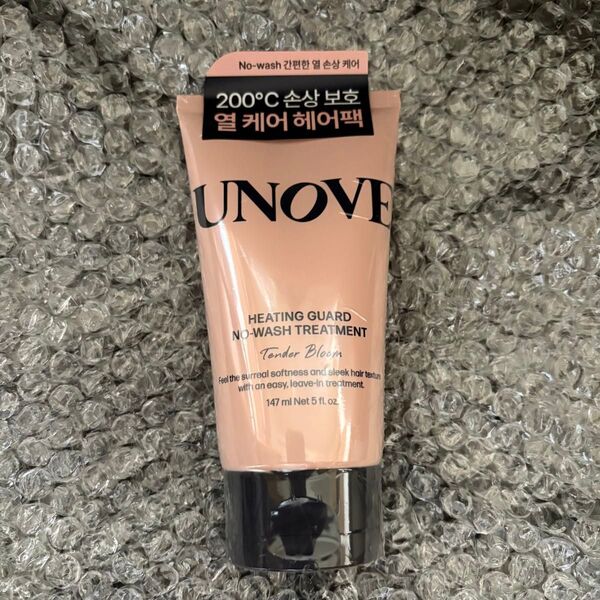 No-wash 간편한 열 손상 케어
200°C 손상 보호
열 케어 헤어팩
UNOVE
HEATING GUARD
NO-WASH TREATMENT
Tender Bloom
Feel the surreal softness and sleek hair texture
with an easy, leave-in treatment.
147 ml Net 5 fl. oz.